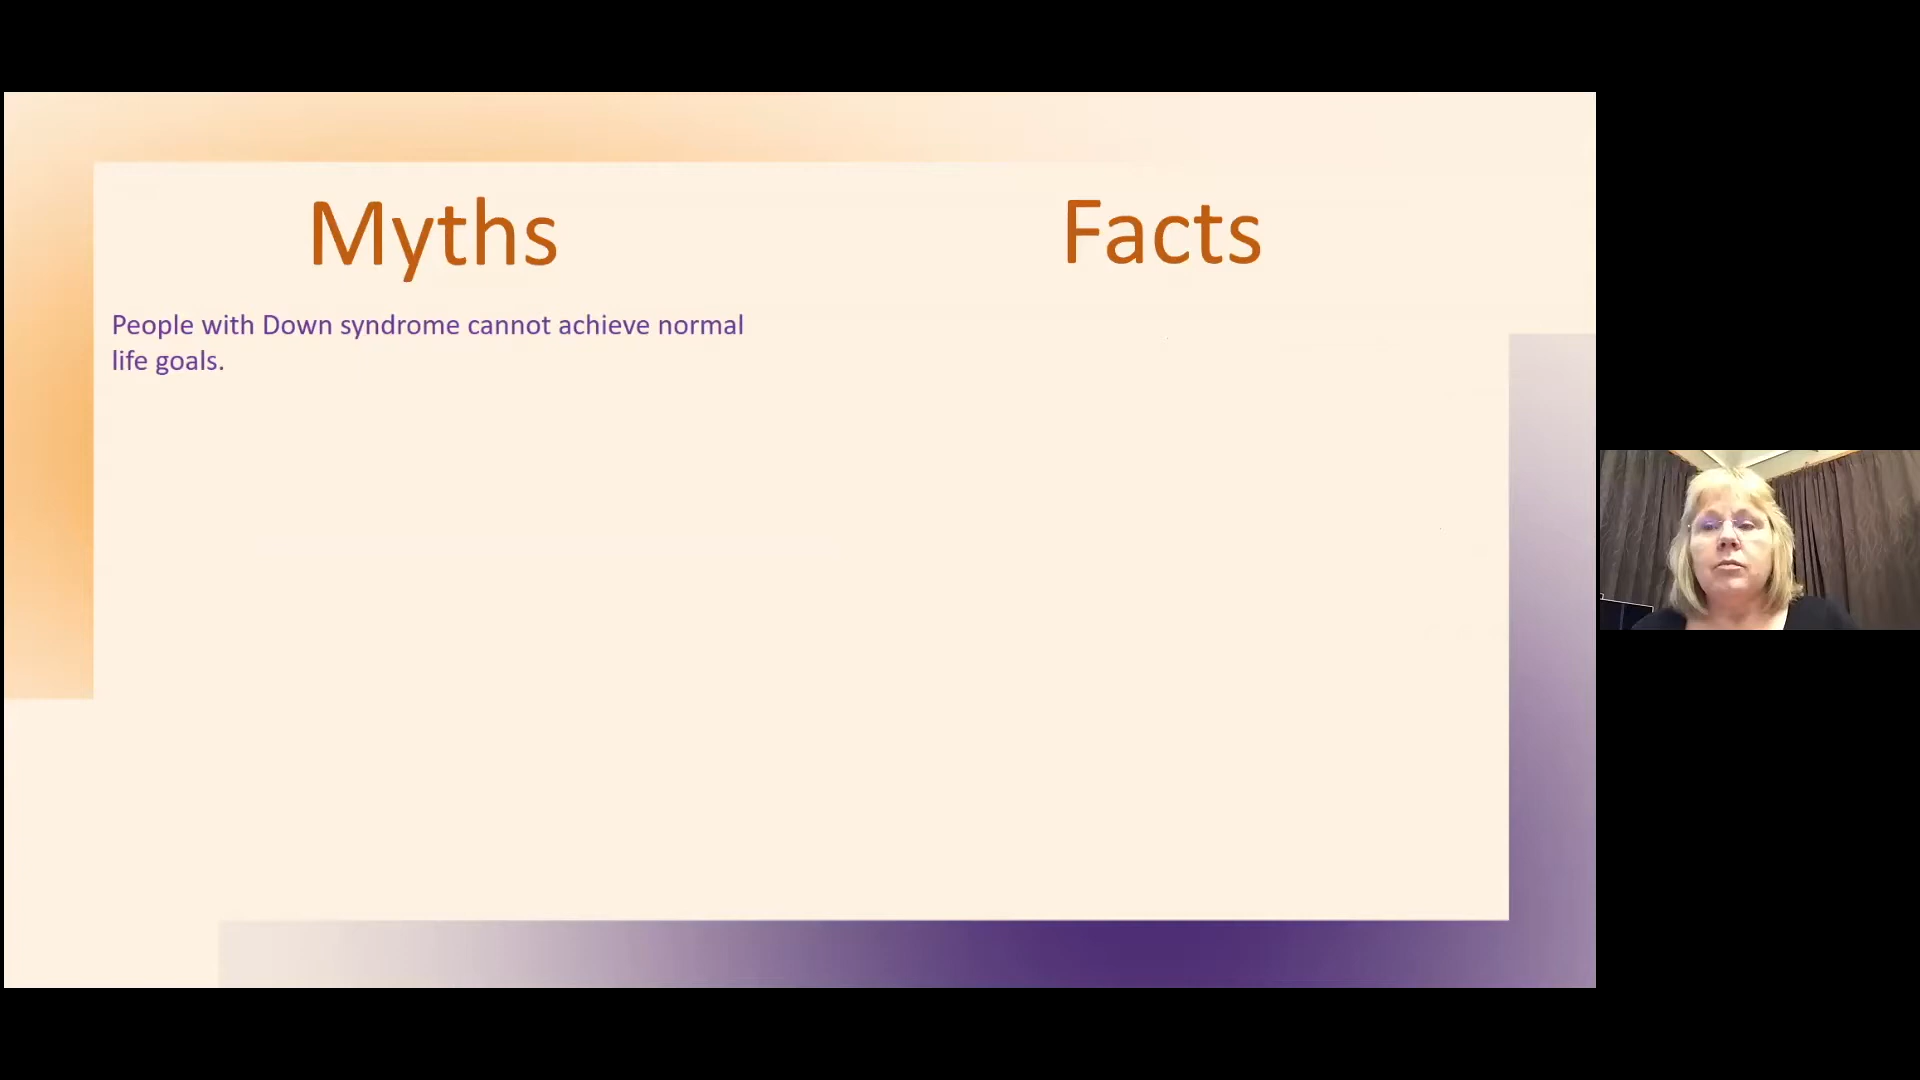 Myths
Facts
People with Down syndrome cannot achieve normal
life goals.